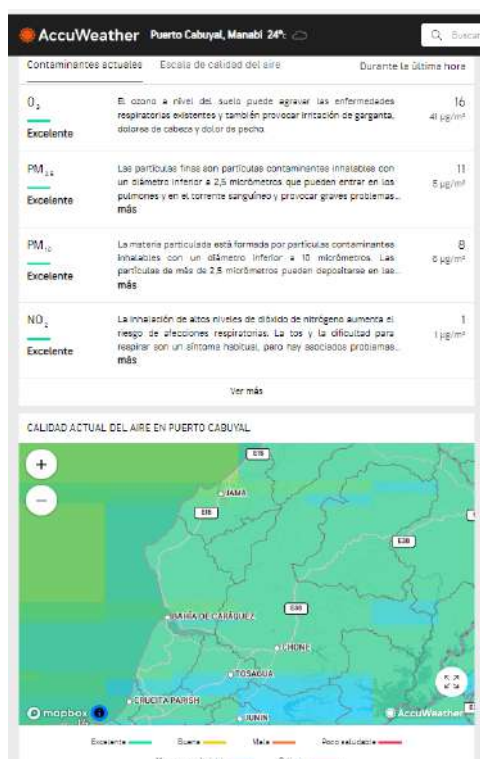 AccuWeather Puerto Cabuyal, Manabí 24°C Buscar
Contaminantes actuales Escala de calidad del aire Durante la última hora
O₃ El ozono a nivel del suelo puede agravar las enfermedades 16
respiratorias existentes y también provocar irritación de garganta, 41 µg/m³
dolores de cabeza y dolor de pecho.
Excelente
PM₂.₅ Las partículas finas son partículas contaminantes inhalables con 11
un diámetro inferior a 2,5 micrómetros que pueden entrar en los 6 µg/m³
pulmones y en el torrente sanguíneo y provocar graves problemas...
Excelente
más
PM₁₀ La materia particulada está formada por partículas contaminantes 8
inhalables con un diámetro inferior a 10 micrómetros. Las 8 µg/m³
partículas de más de 2,5 micrómetros pueden depositarse en las...
Excelente
más
NO₂ La inhalación de altos niveles de dióxido de nitrógeno aumenta el 1
riesgo de afecciones respiratorias. La tos y la dificultad para 1 µg/m³
respirar son un síntoma habitual, pero hay asociados problemas...
Excelente
más
Ver más
CALIDAD ACTUAL DEL AIRE EN PUERTO CABUYAL
+
−
E15
JAMA
E15
E38
BAHÍA DE CARÁQUEZ
CHONE
TOSAGUA
CRUCITA PARISH
JUNÍN
mapbox
AccuWeather
Excelente Buena Mala Poco saludable